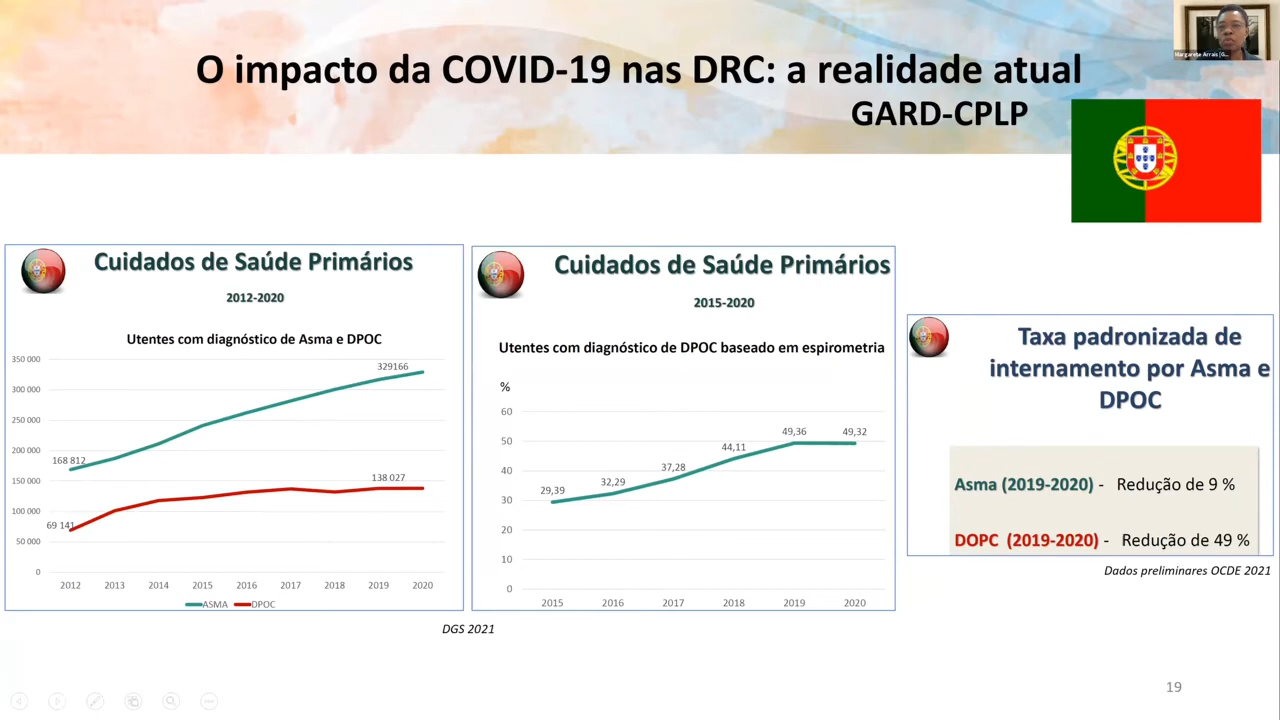 O impacto da COVID-19 nas DRC: a realidade atual
GARD-CPLP
Margarete Arrais [G...
Cuidados de Saúde Primários
2012-2020
Utentes com diagnóstico de Asma e DPOC
350 000
300 000
250 000
200 000
150 000
100 000
50 000
0
168 812
329166
69 141
138 027
2012 2013 2014 2015 2016 2017 2018 2019 2020
ASMA DPOC
Cuidados de Saúde Primários
2015-2020
Utentes com diagnóstico de DPOC baseado em espirometria
%
60
50
40
30
20
10
0
29,39 32,29 37,28 44,11 49,36 49,32
2015 2016 2017 2018 2019 2020
DGS 2021
Taxa padronizada de
internamento por Asma e
DPOC
Asma (2019-2020) - Redução de 9 %
DOPC (2019-2020) - Redução de 49 %
Dados preliminares OCDE 2021
19